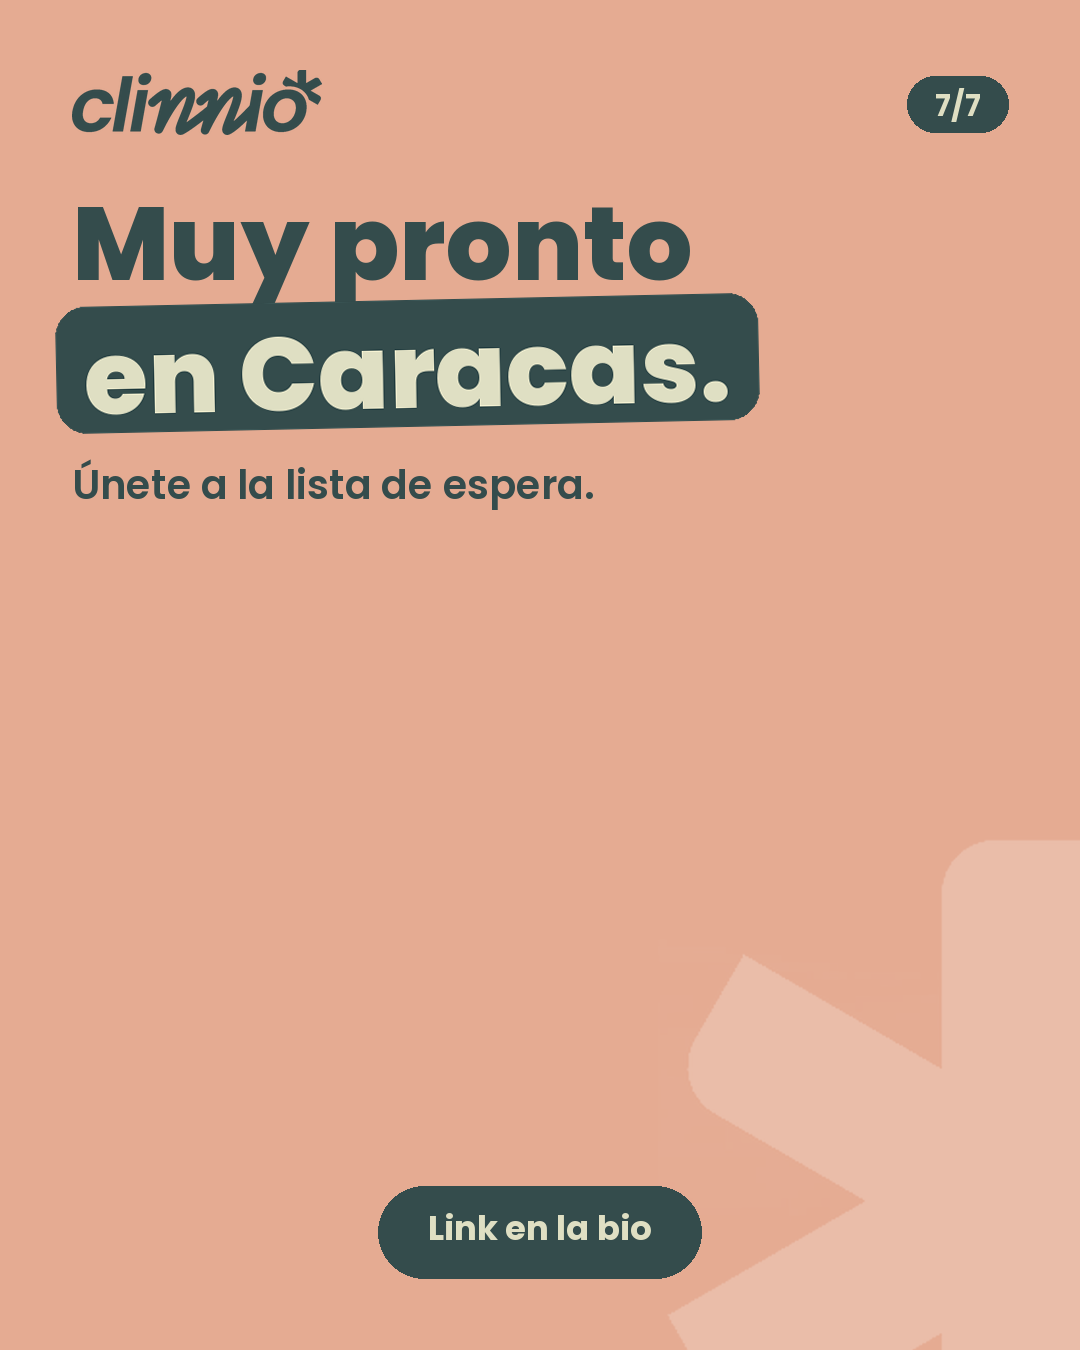 clinnio*
7/7
Muy pronto
en Caracas.
Únete a la lista de espera.
Link en la bio